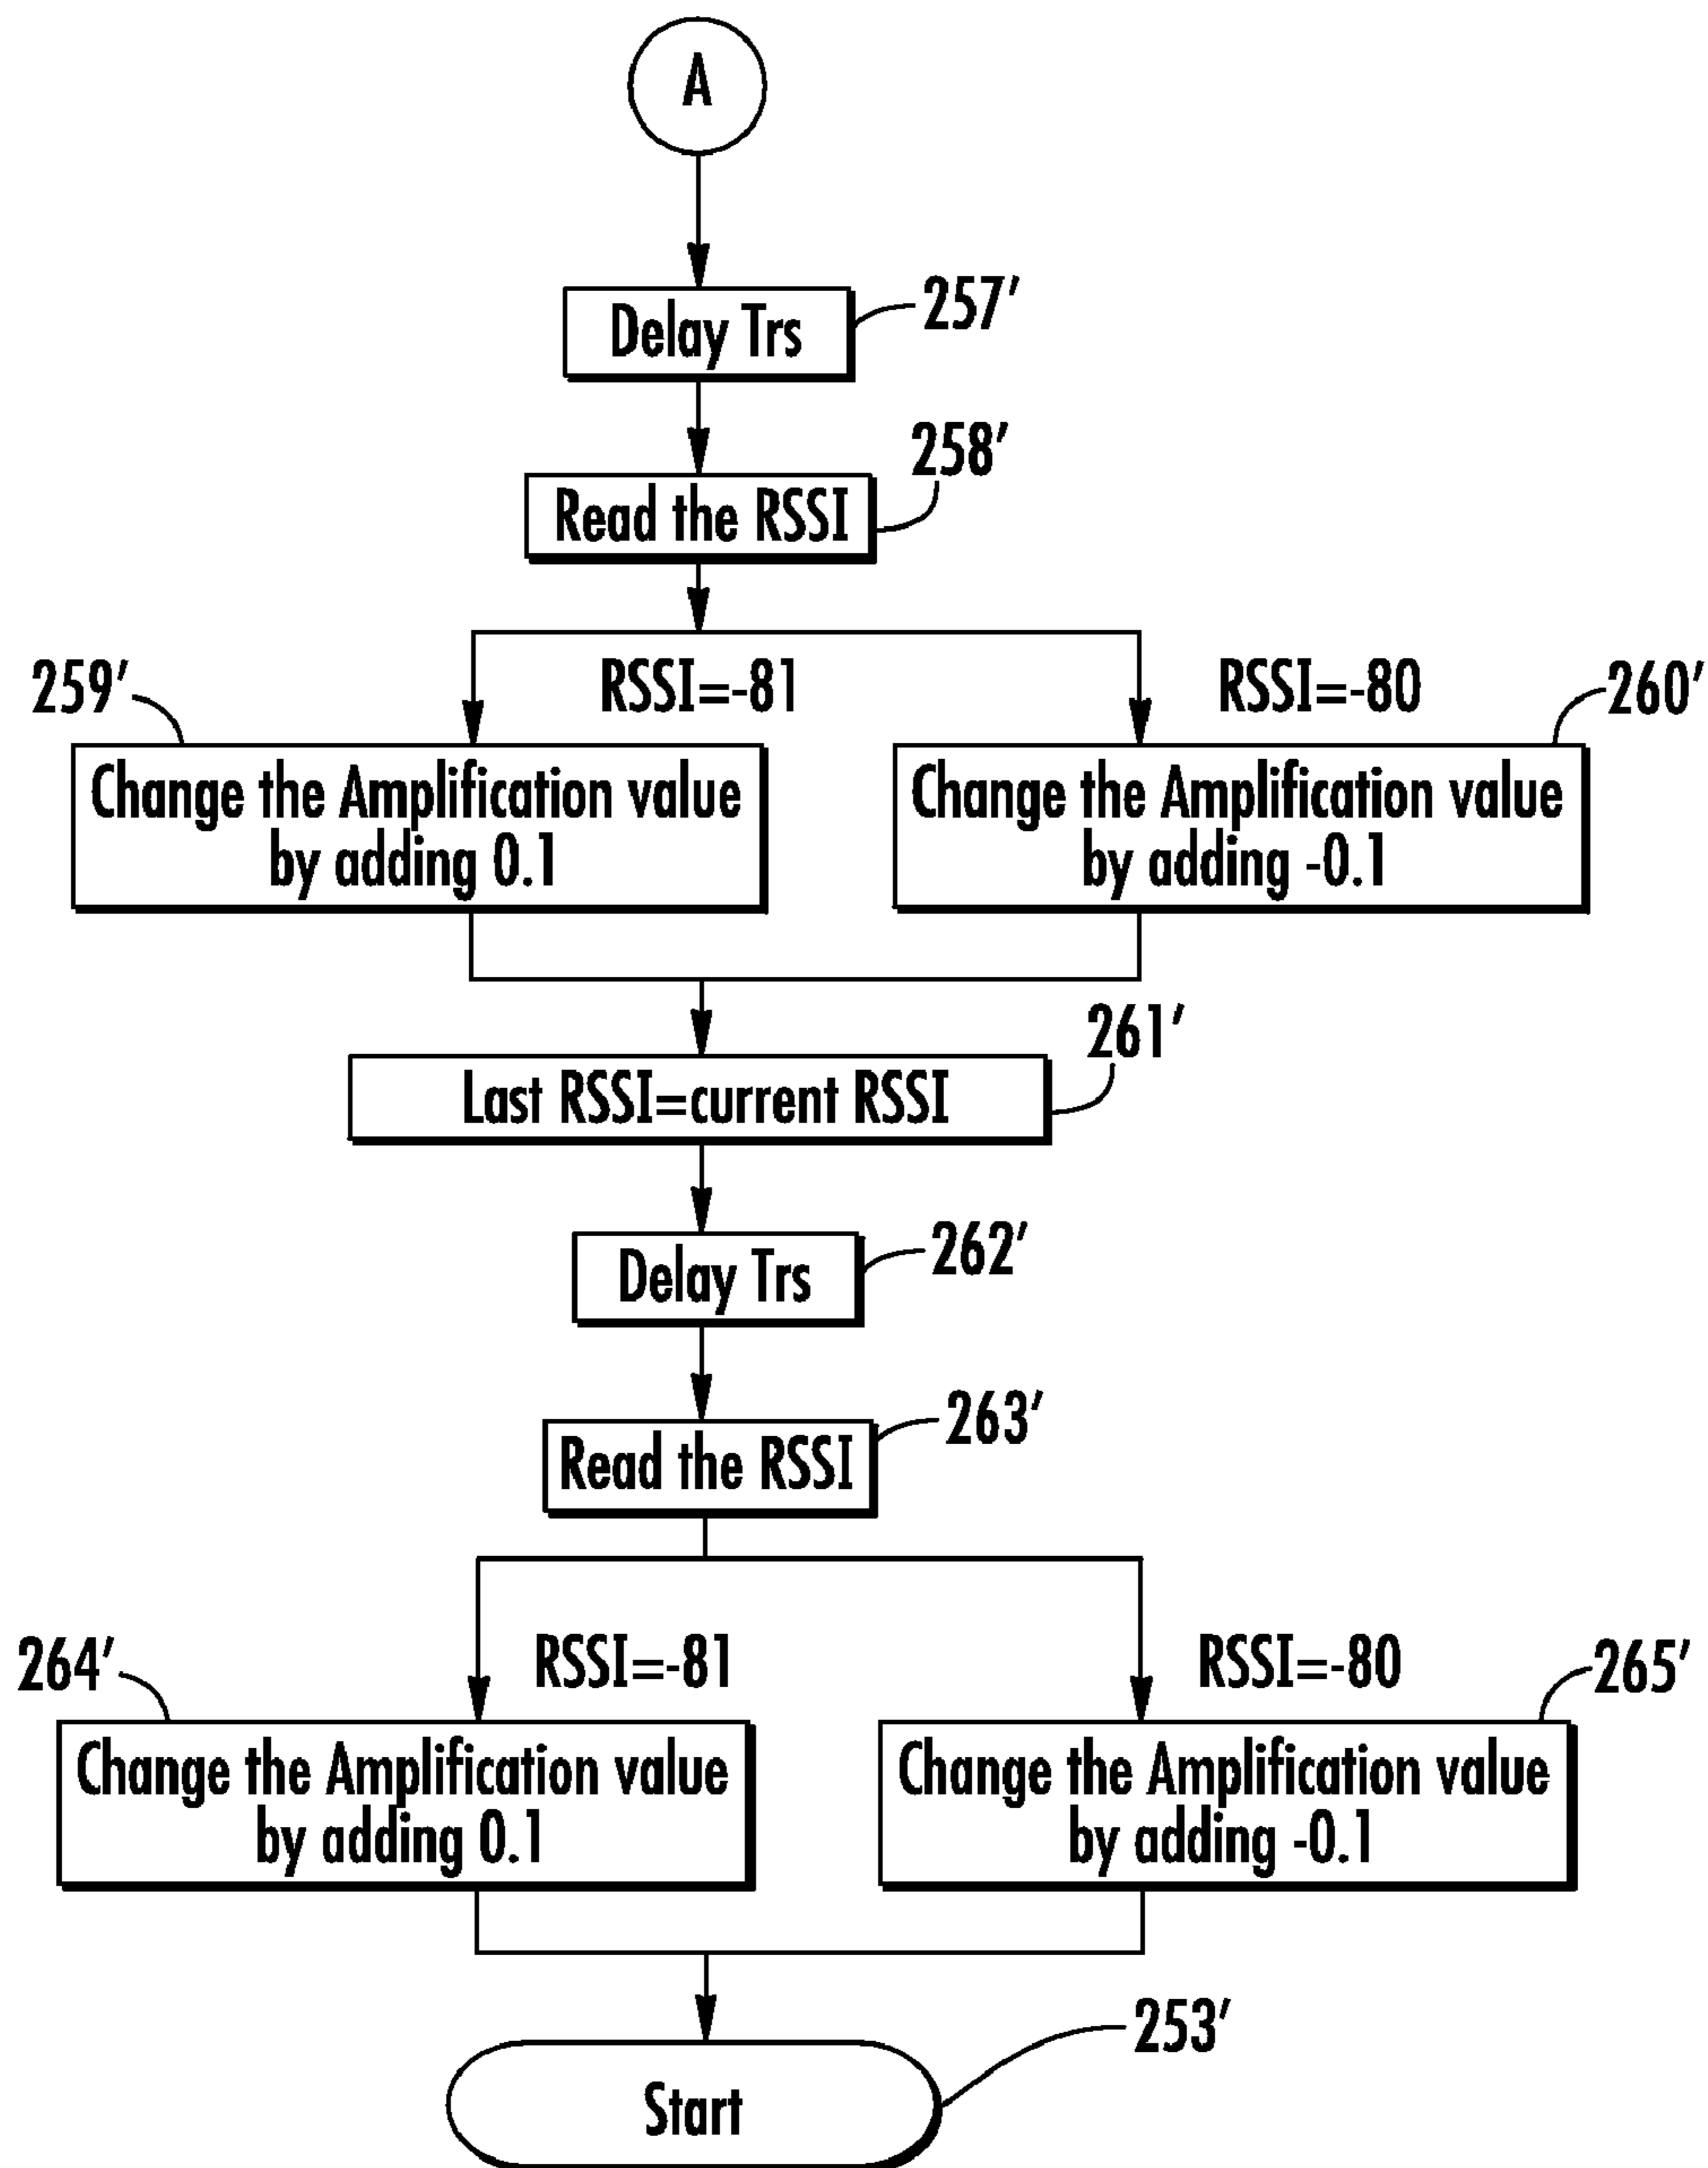 A
Delay Trs
257'
Read the RSSI
258'
RSSI=-81
RSSI=-80
259'
260'
Change the Amplification value
by adding 0.1
Change the Amplification value
by adding -0.1
261'
Last RSSI=current RSSI
262'
Delay Trs
263'
Read the RSSI
RSSI=-81
RSSI=-80
264'
265'
Change the Amplification value
by adding 0.1
Change the Amplification value
by adding -0.1
253'
Start